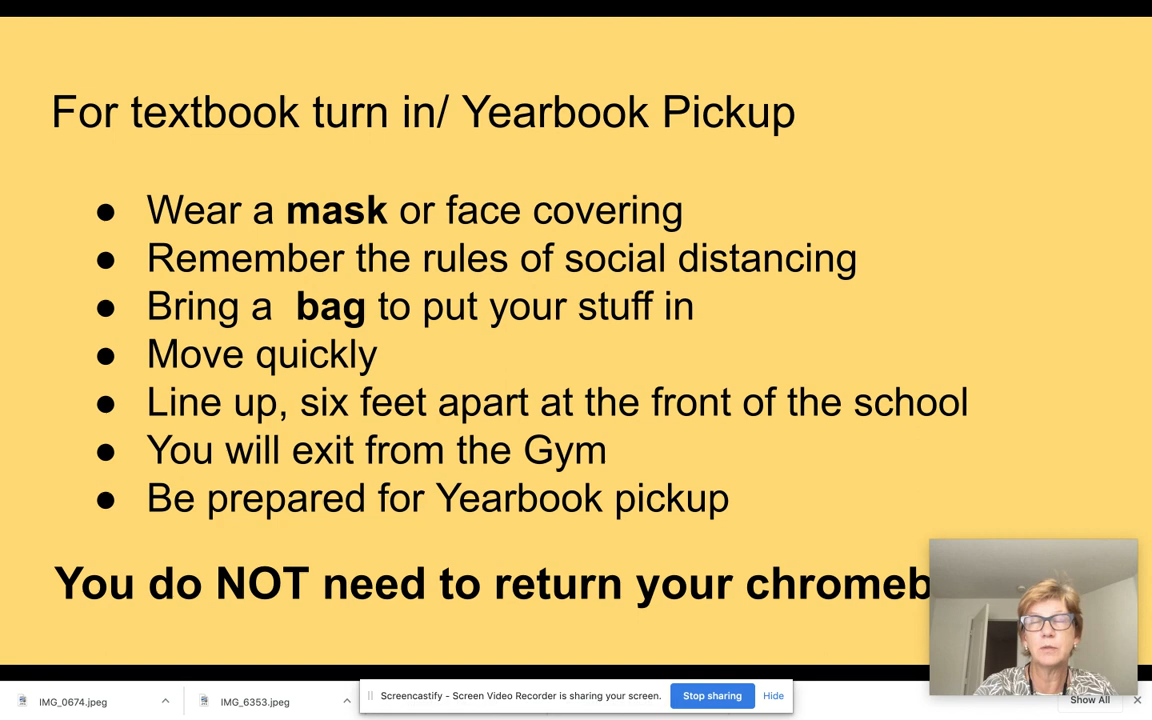 For textbook turn in/ Yearbook Pickup
● Wear a mask or face covering
● Remember the rules of social distancing
● Bring a  bag to put your stuff in
● Move quickly
● Line up, six feet apart at the front of the school
● You will exit from the Gym
● Be prepared for Yearbook pickup
You do NOT need to return your
IMG_0674.jpeg
IMG_6353.jpeg
Screencastify - Screen Video Recorder is sharing your screen.
Stop sharing
Hide
Show All